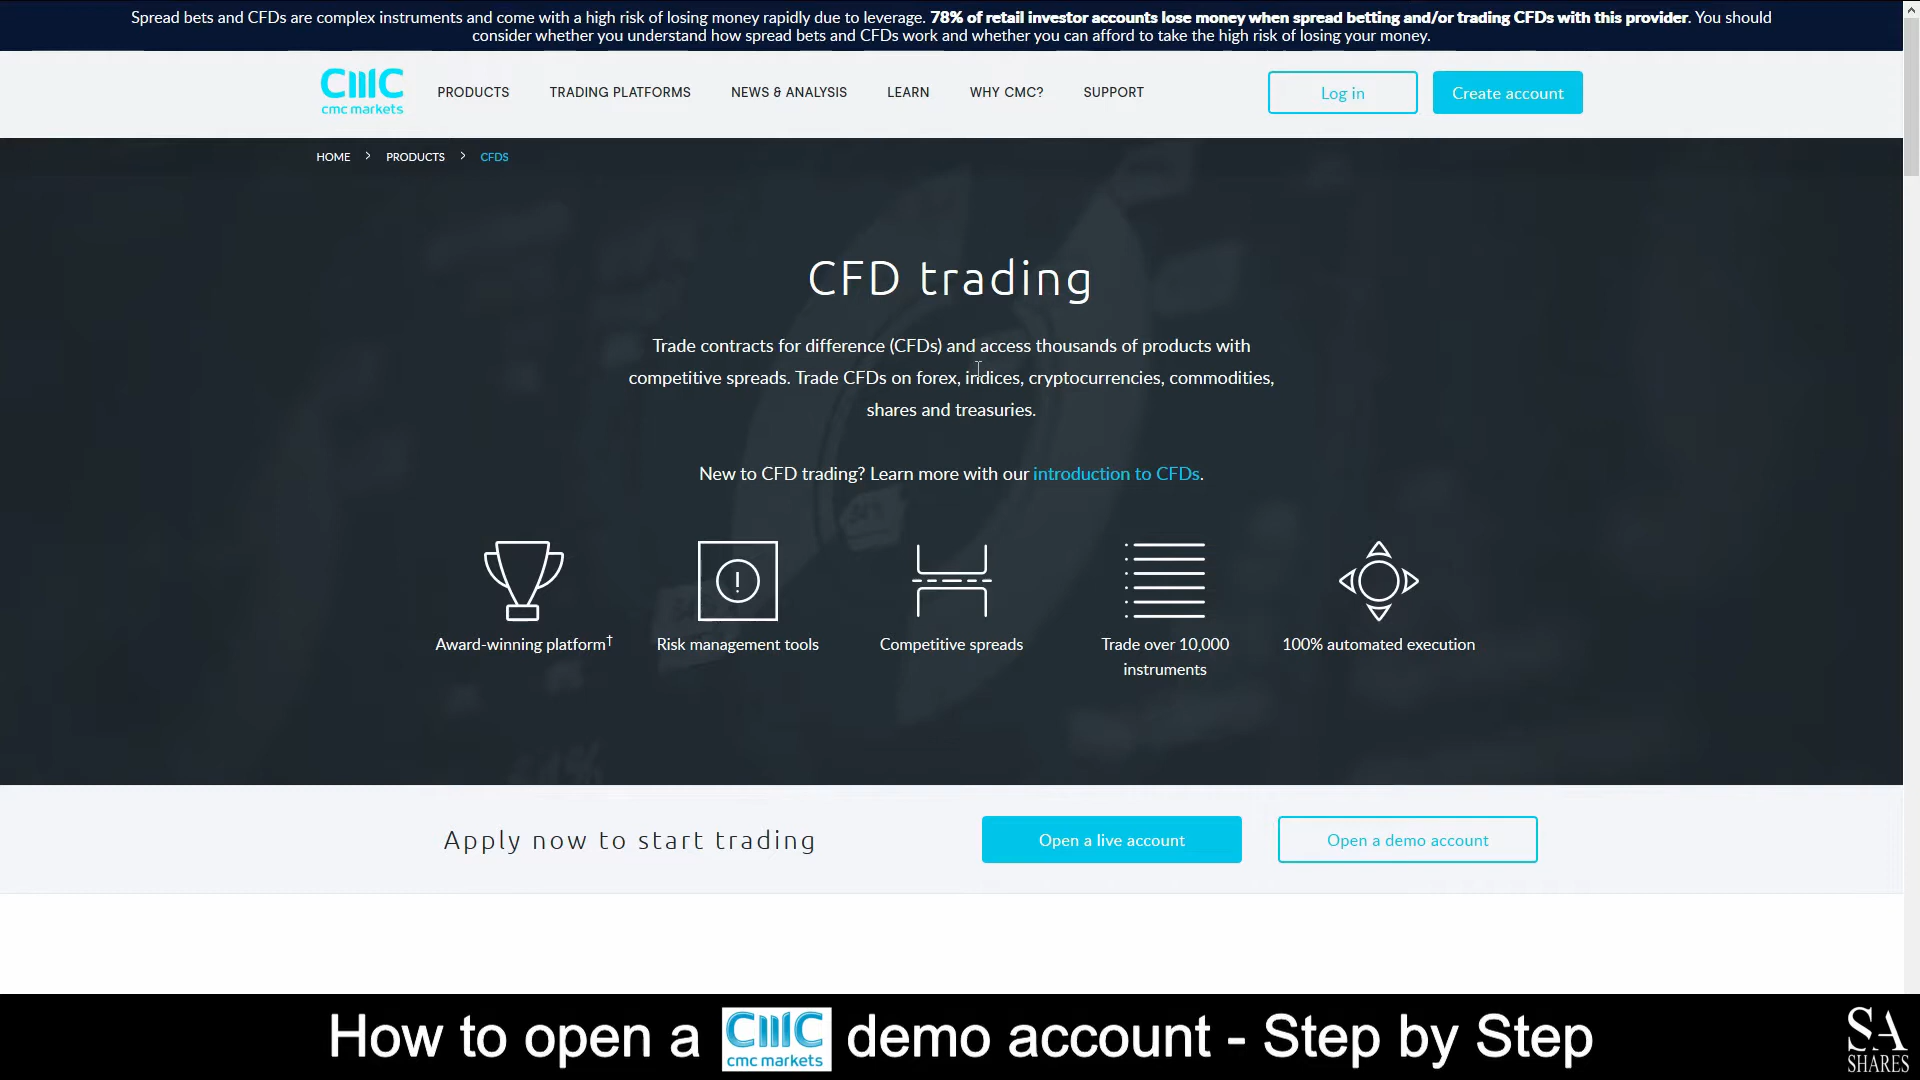 Spread bets and CFDs are complex instruments and come with a high risk of losing money rapidly due to leverage. 78% of retail investor accounts lose money when spread betting and/or trading CFDs with this provider. You should
consider whether you understand how spread bets and CFDs work and whether you can afford to take the high risk of losing your money.
CMC
cmc markets
PRODUCTS
TRADING PLATFORMS
NEWS & ANALYSIS
LEARN
WHY CMC?
SUPPORT
Log in
Create account
HOME > PRODUCTS > CFDS
CFD trading
Trade contracts for difference (CFDs) and access thousands of products with
competitive spreads. Trade CFDs on forex, indices, cryptocurrencies, commodities,
shares and treasuries.
New to CFD trading? Learn more with our introduction to CFDs.
Award-winning platform†
Risk management tools
Competitive spreads
Trade over 10,000
instruments
100% automated execution
Apply now to start trading
Open a live account
Open a demo account
How to open a CMC cmc markets demo account - Step by Step
SA
SHARES